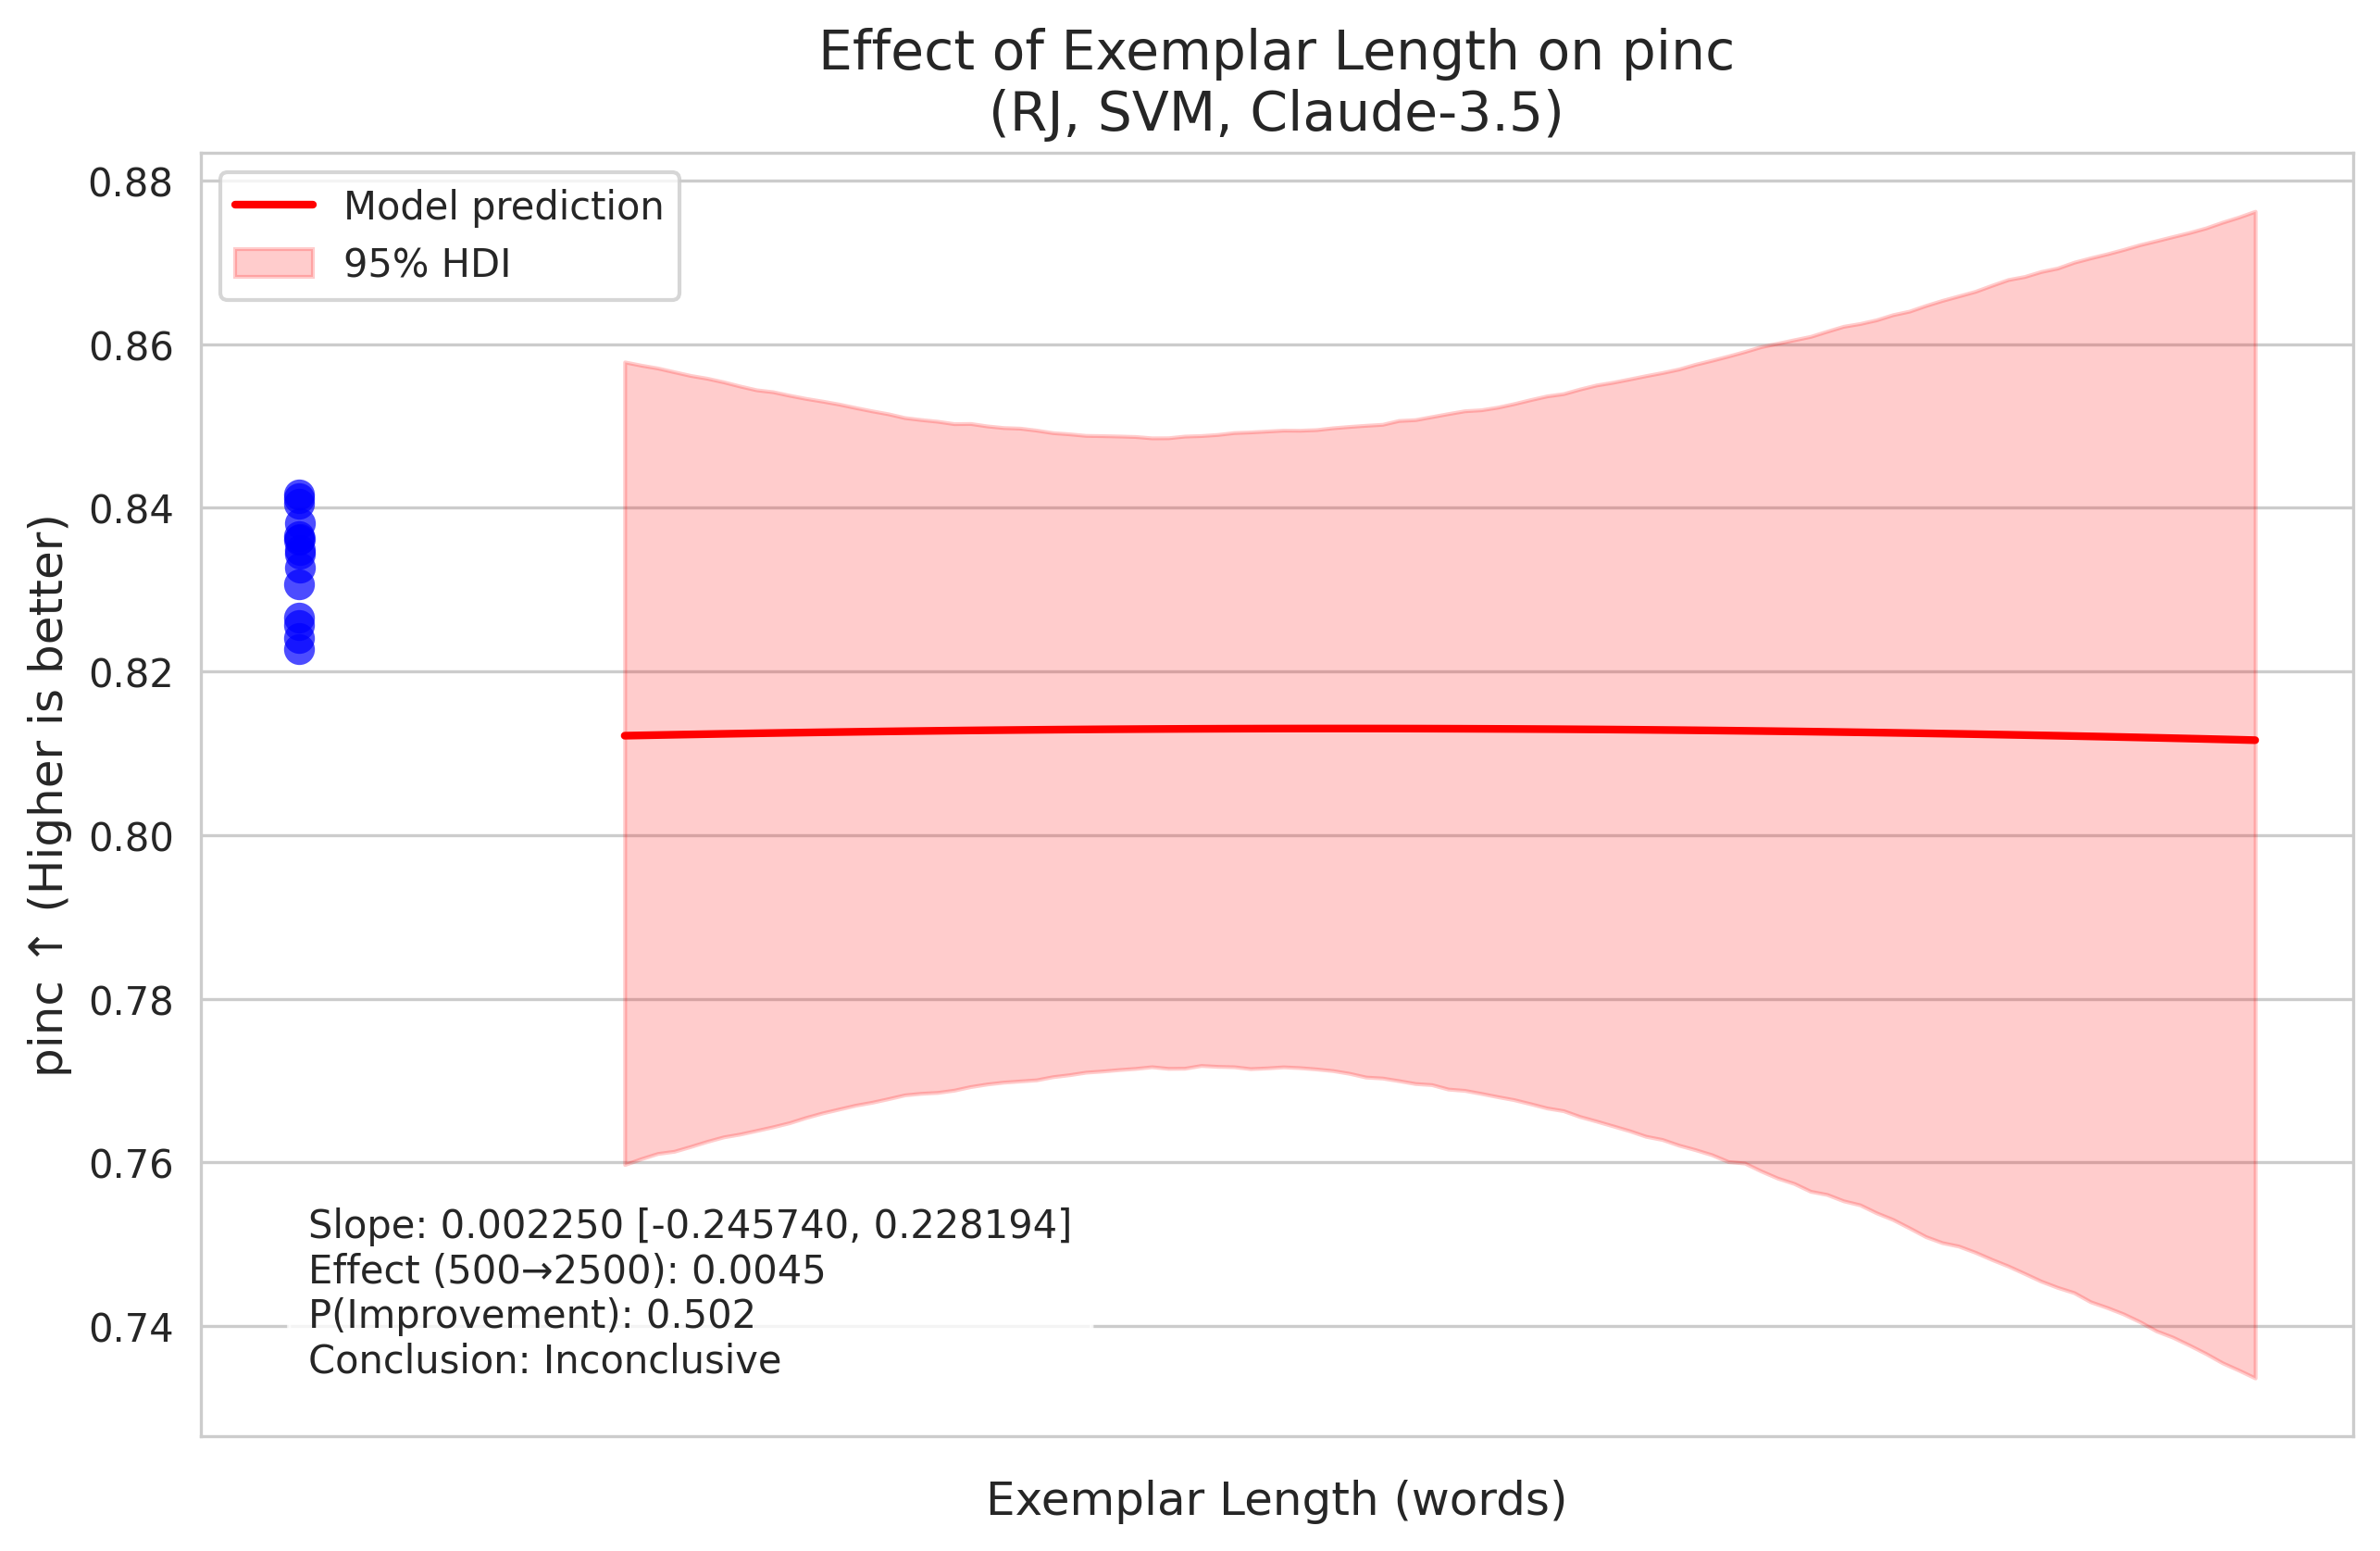 Effect of Exemplar Length on pinc
(RJ, SVM, Claude-3.5)
Model prediction
95% HDI
0.88
0.86
0.84
0.82
0.80
0.78
0.76
0.74
pinc ↑ (Higher is better)
Slope: 0.002250 [-0.245740, 0.228194]
Effect (500→2500): 0.0045
P(Improvement): 0.502
Conclusion: Inconclusive
Exemplar Length (words)